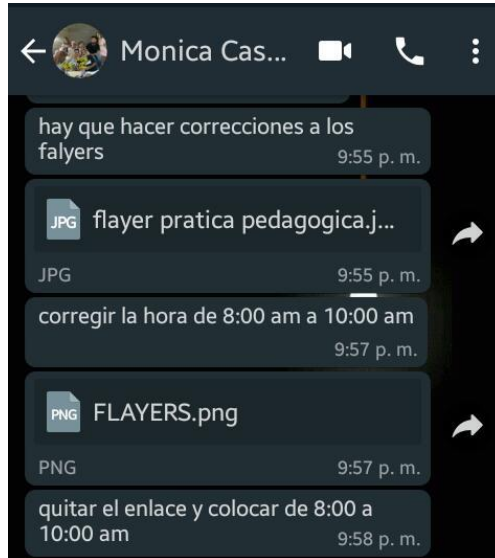 Monica Cas...
hay que hacer correcciones a los
falyers
9:55 p. m.
JPG
flayer pratica pedagogica.j...
JPG
9:55 p. m.
corregir la hora de 8:00 am a 10:00 am
9:57 p. m.
PNG
FLAYERS.png
PNG
9:57 p. m.
quitar el enlace y colocar de 8:00 a
10:00 am
9:58 p. m.